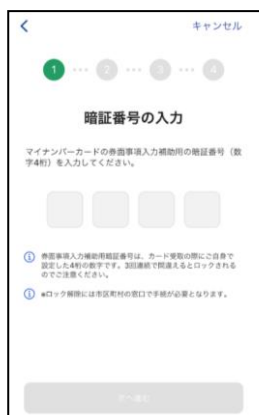 キャンセル
1 ... 2 ... 3 ... 4
暗証番号の入力
マイナンバーカードの券面事項入力補助用の暗証番号（数
字4桁）を入力してください。
券面事項入力補助用暗証番号は、カード受取の際にご自身で
設定した4桁の数字です。3回連続で間違えるとロックされる
のでご注意ください。
※ロック解除には市区町村の窓口で手続が必要となります。
次へ進む